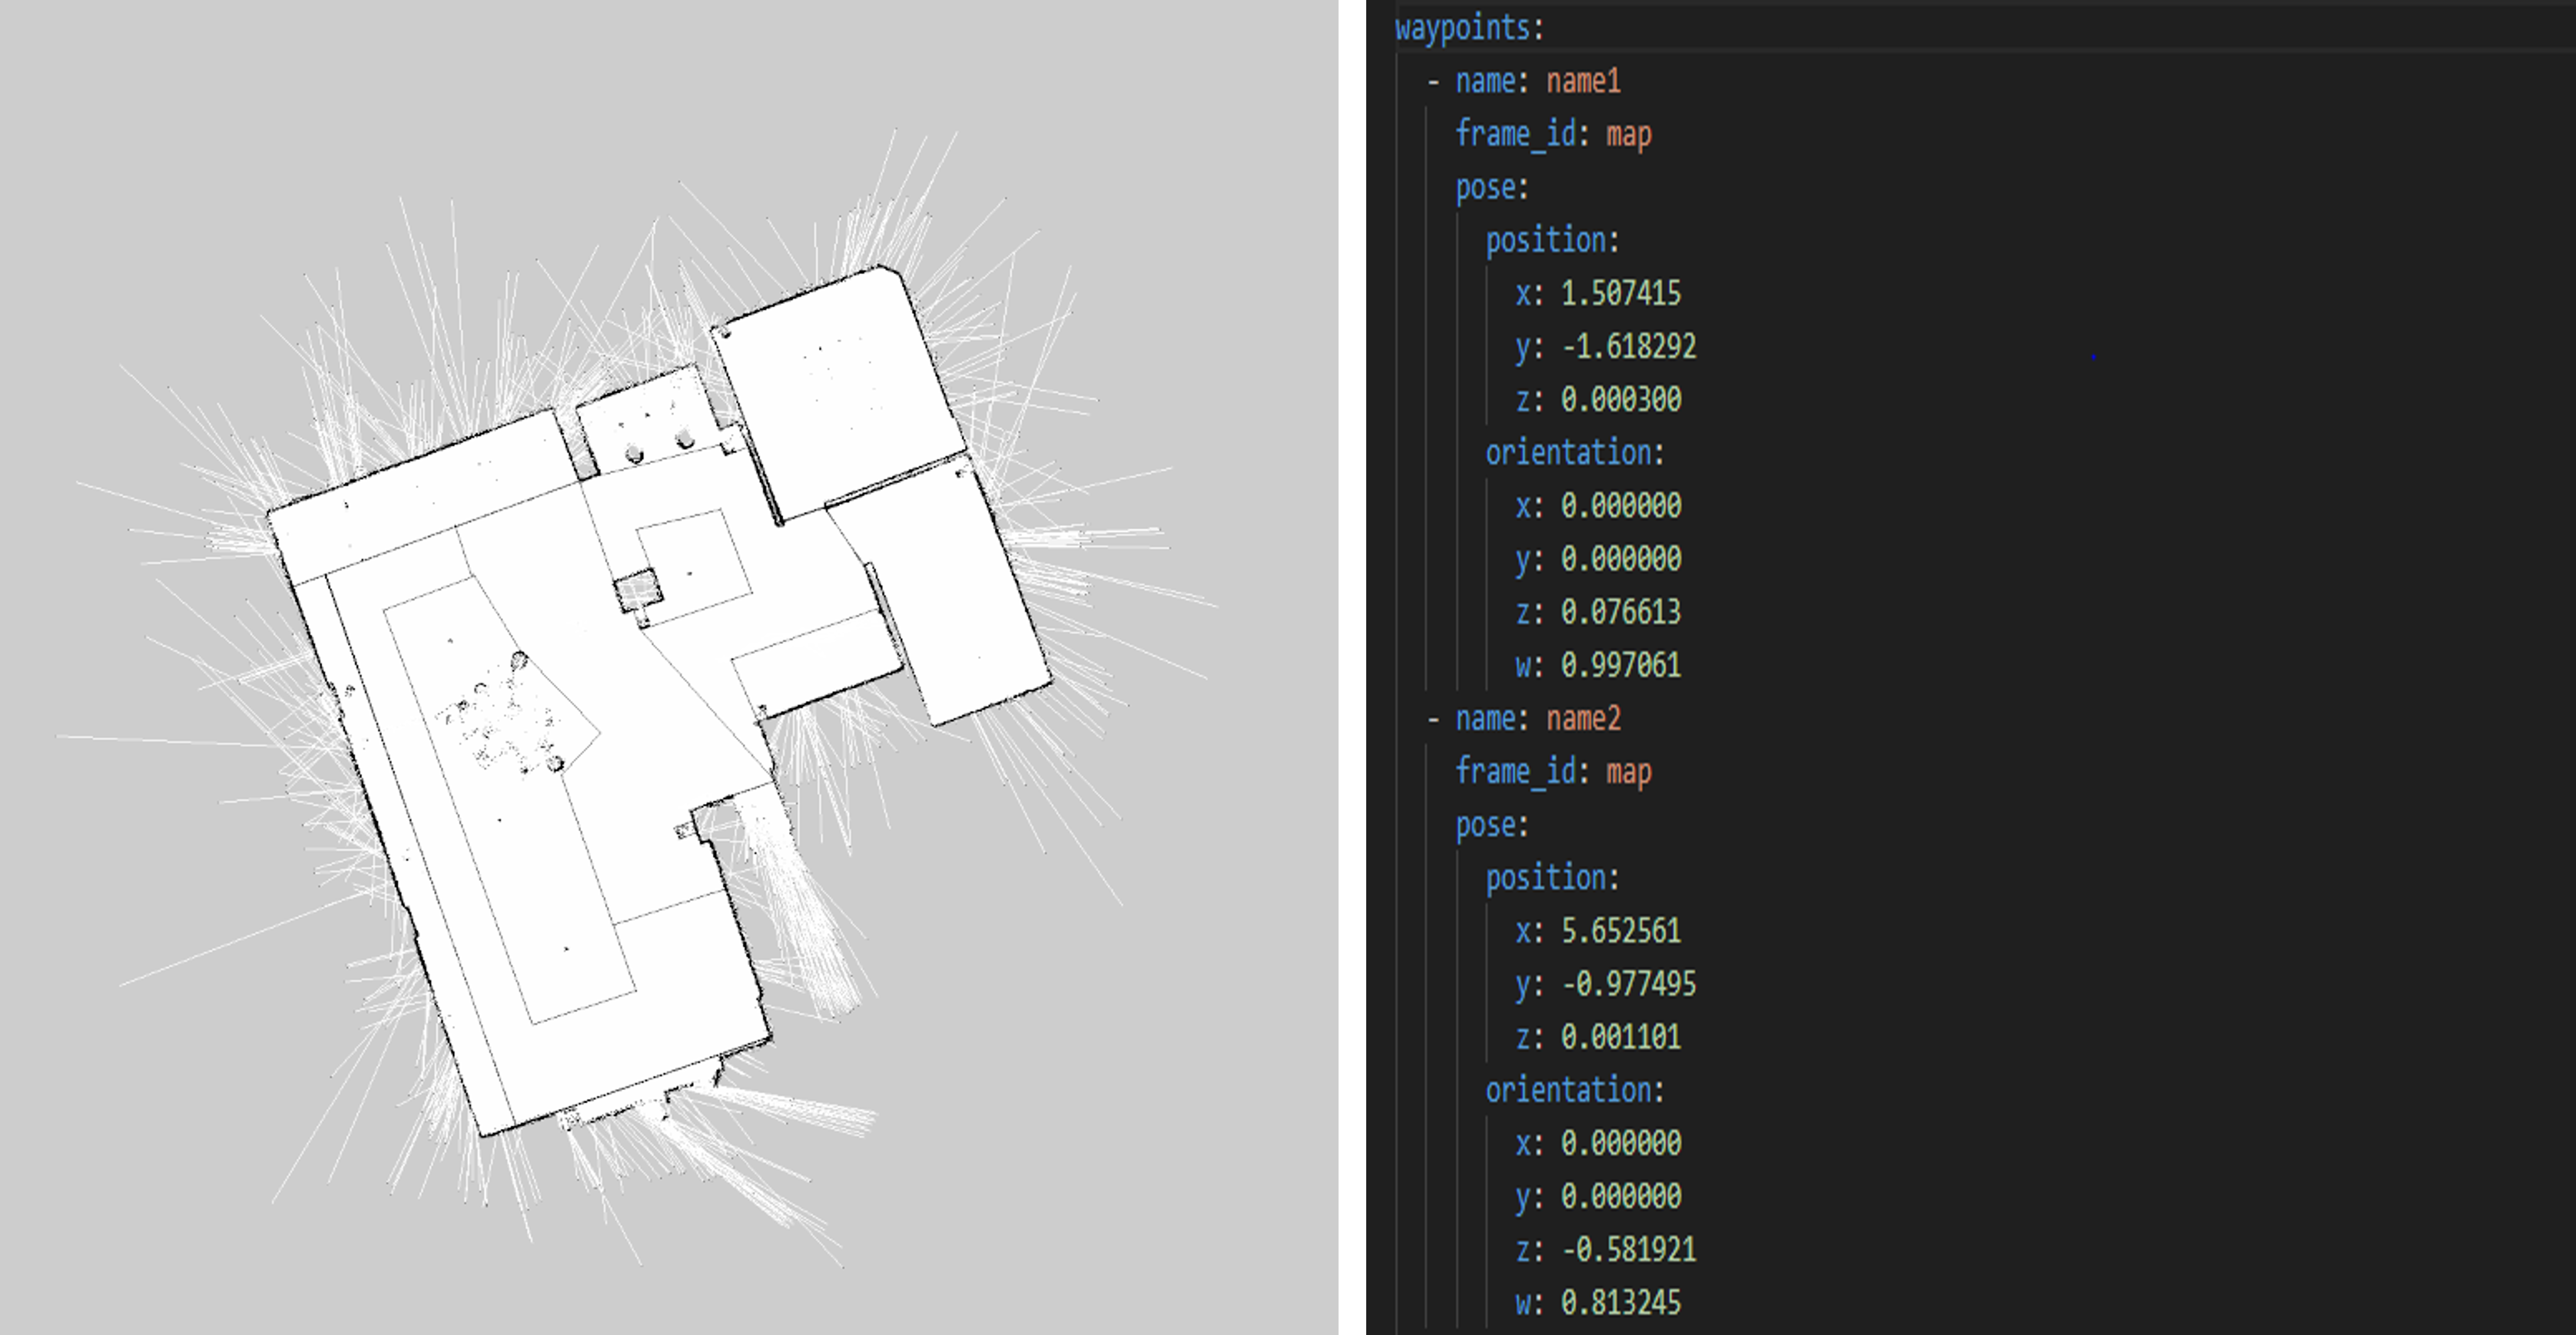 waypoints:
- name: name1
frame_id: map
pose:
position:
x: 1.507415
y: -1.618292
z: 0.000300
orientation:
x: 0.000000
y: 0.000000
z: 0.076613
w: 0.997061
- name: name2
frame_id: map
pose:
position:
x: 5.652561
y: -0.977495
z: 0.001101
orientation:
x: 0.000000
y: 0.000000
z: -0.581921
w: 0.813245